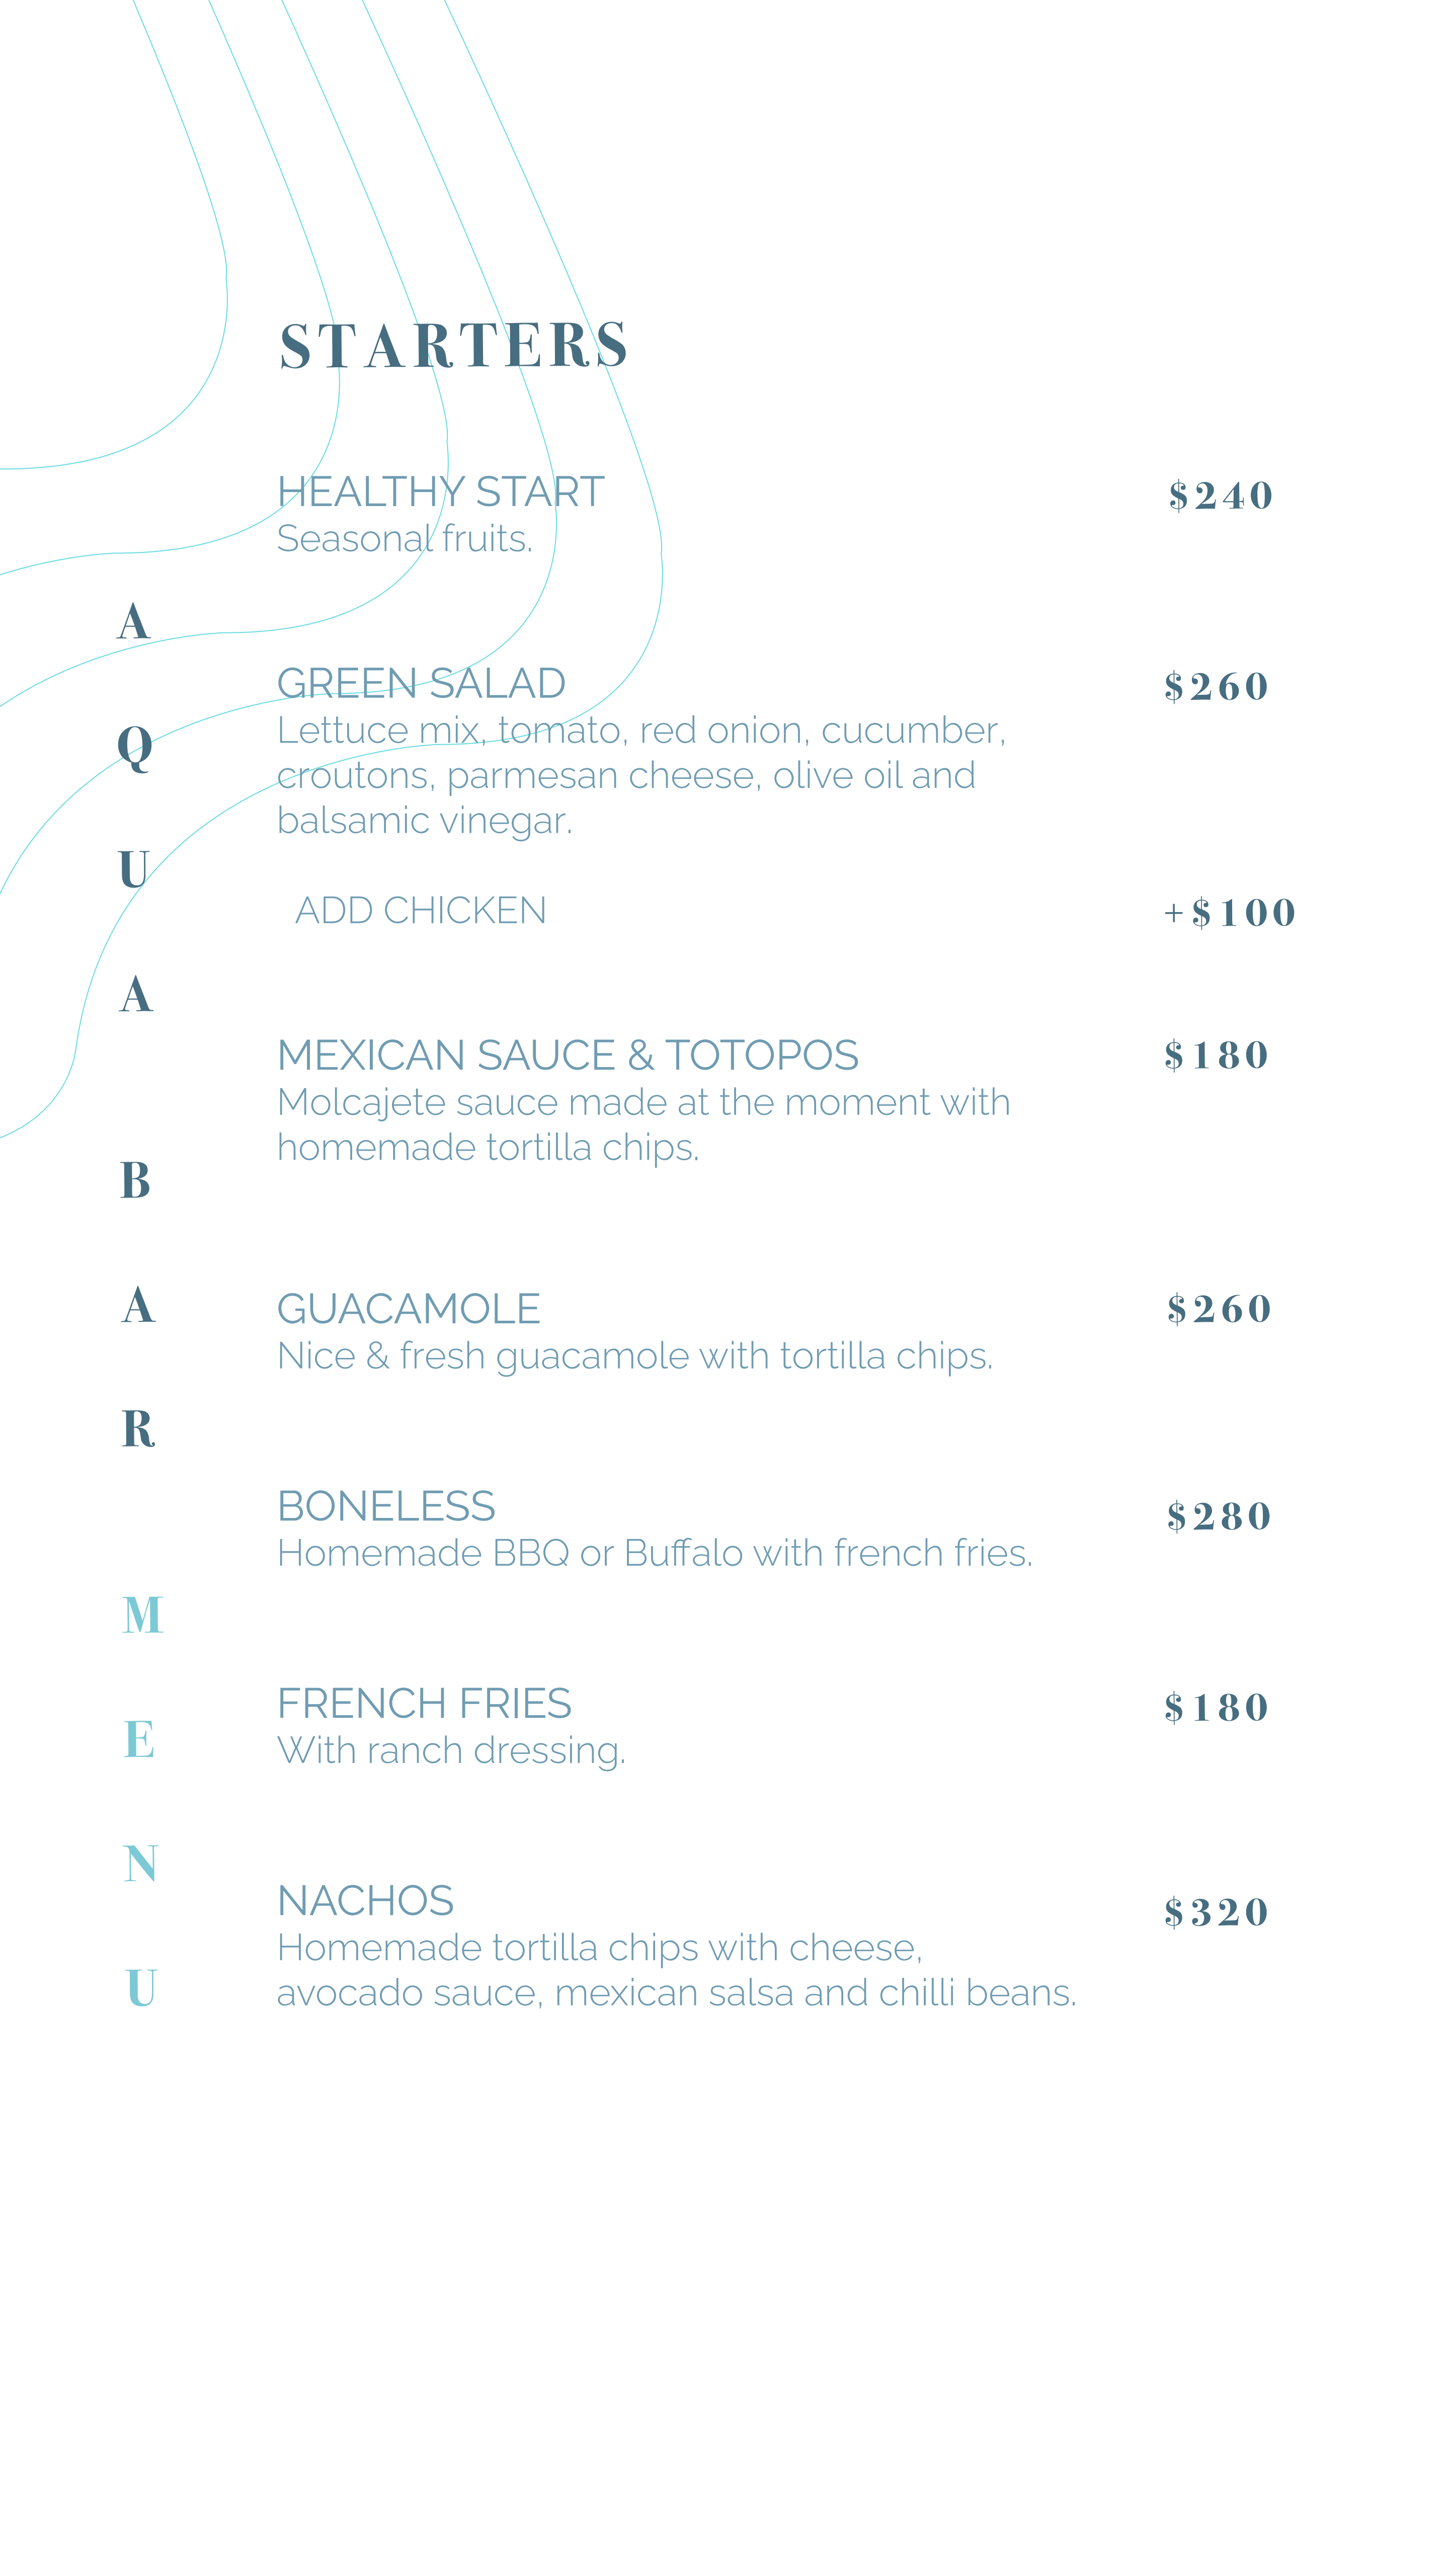 STARTERS
HEALTHY START $240
Seasonal fruits.
GREEN SALAD $260
Lettuce mix, tomato, red onion, cucumber,
croutons, parmesan cheese, olive oil and
balsamic vinegar.
ADD CHICKEN +$100
MEXICAN SAUCE & TOTOPOS $180
Molcajete sauce made at the moment with
homemade tortilla chips.
GUACAMOLE $260
Nice & fresh guacamole with tortilla chips.
BONELESS $280
Homemade BBQ or Buffalo with french fries.
FRENCH FRIES $180
With ranch dressing.
NACHOS $320
Homemade tortilla chips with cheese,
avocado sauce, mexican salsa and chilli beans.
AQUA BAR MENU